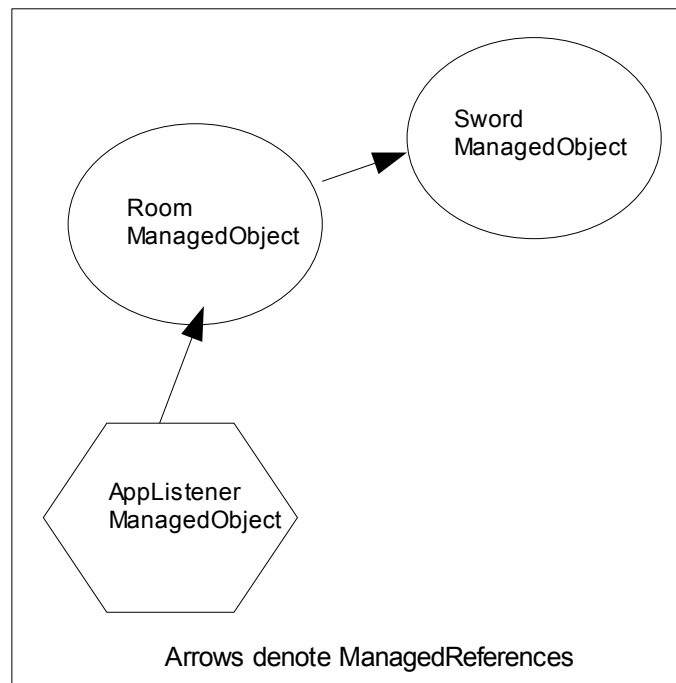 Sword
ManagedObject
Room
ManagedObject
AppListener
ManagedObject
Arrows denote ManagedReferences